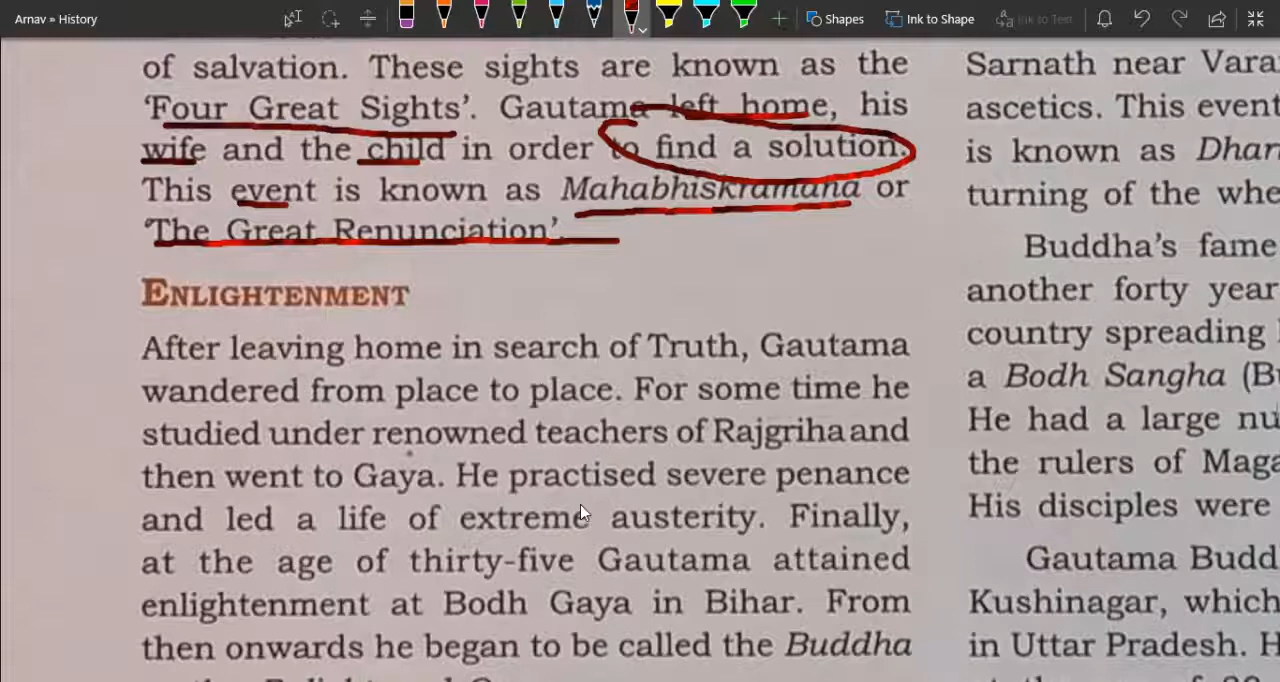 Arnav » History
Shapes
Ink to Shape
Ink to Text
of salvation. These sights are known as the
‘Four Great Sights’. Gautama left home, his
wife and the child in order to find a solution.
This event is known as Mahabhiskramana or
‘The Great Renunciation’.
ENLIGHTENMENT
After leaving home in search of Truth, Gautama
wandered from place to place. For some time he
studied under renowned teachers of Rajgriha and
then went to Gaya. He practised severe penance
and led a life of extreme austerity. Finally,
at the age of thirty-five Gautama attained
enlightenment at Bodh Gaya in Bihar. From
then onwards he began to be called the Buddha
Sarnath near Vara
ascetics. This event
is known as Dhar
turning of the whe
Buddha’s fame
another forty year
country spreading
a Bodh Sangha (Bu
He had a large nu
the rulers of Maga
His disciples were
Gautama Budd
Kushinagar, which
in Uttar Pradesh. H